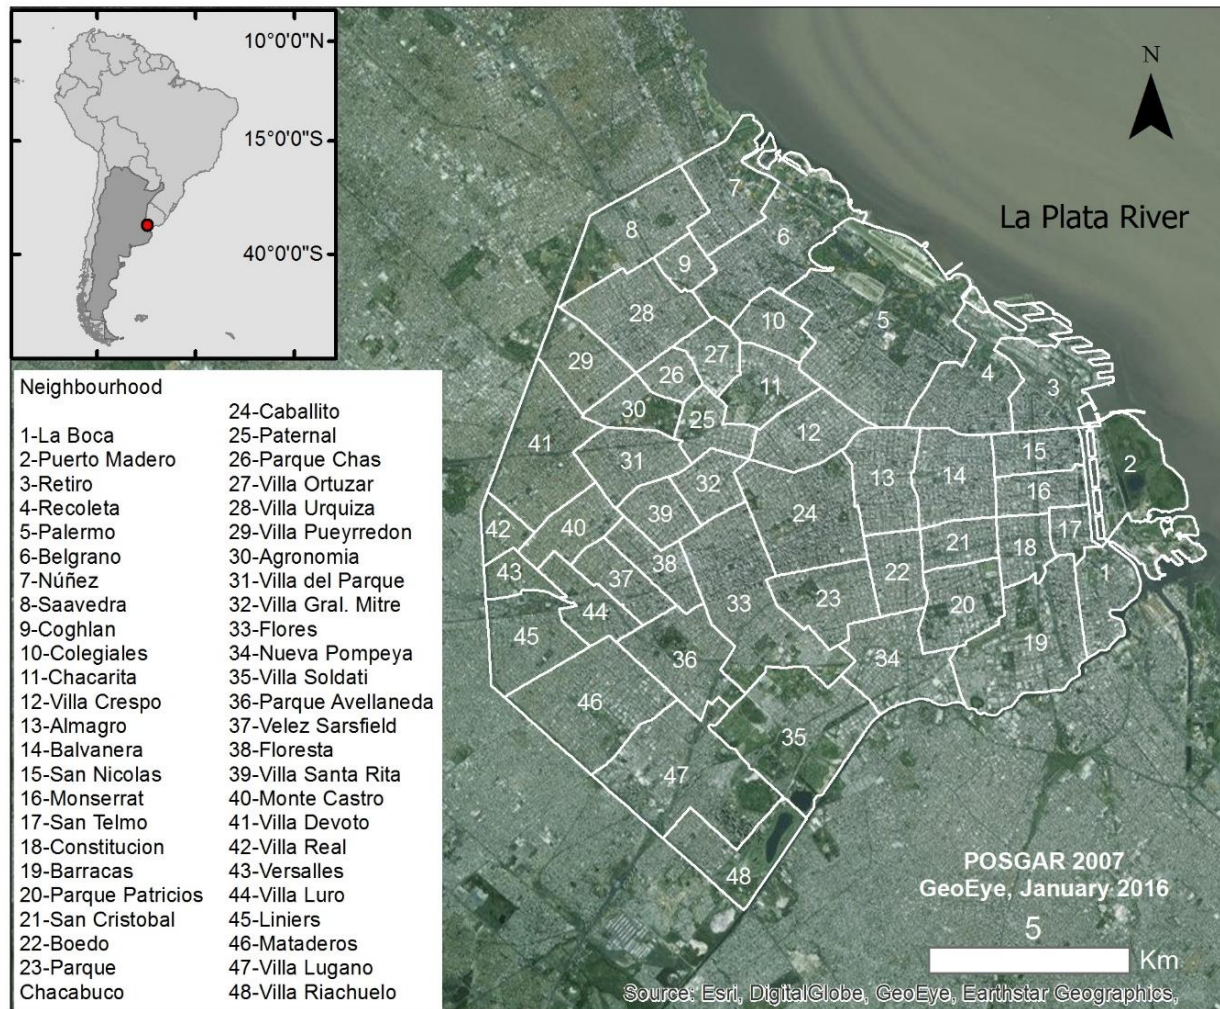 10°0'0"N
15°0'0"S
40°0'0"S
N
La Plata River
7
8
6
9
28
10
5
27
29
26
11
4
3
30
25
12
41
31
15
2
13
14
32
16
24
42
40
39
17
21
18
38
43
37
22
1
33
23
44
20
45
19
36
34
46
35
47
48
Neighbourhood
1-La Boca
2-Puerto Madero
3-Retiro
4-Recoleta
5-Palermo
6-Belgrano
7-Núñez
8-Saavedra
9-Coghlan
10-Colegiales
11-Chacarita
12-Villa Crespo
13-Almagro
14-Balvanera
15-San Nicolas
16-Monserrat
17-San Telmo
18-Constitucion
19-Barracas
20-Parque Patricios
21-San Cristobal
22-Boedo
23-Parque
Chacabuco
24-Caballito
25-Paternal
26-Parque Chas
27-Villa Ortuzar
28-Villa Urquiza
29-Villa Pueyrredon
30-Agronomia
31-Villa del Parque
32-Villa Gral. Mitre
33-Flores
34-Nueva Pompeya
35-Villa Soldati
36-Parque Avellaneda
37-Velez Sarsfield
38-Floresta
39-Villa Santa Rita
40-Monte Castro
41-Villa Devoto
42-Villa Real
43-Versalles
44-Villa Luro
45-Liniers
46-Mataderos
47-Villa Lugano
48-Villa Riachuelo
POSGAR 2007
GeoEye, January 2016
5
Km
Source: Esri, DigitalGlobe, GeoEye, Earthstar Geographics,